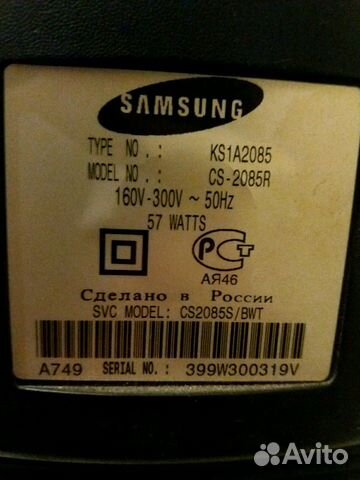 SAMSUNG
TYPE NO. : KS1A2085
MODEL NO. : CS-2085R
160V-300V ~ 50Hz
57 WATTS
РСТ
АЯ46
Сделано в России
SVC MODEL: CS2085S/BWT
A749 SERIAL NO. : 399W300319V
Avito